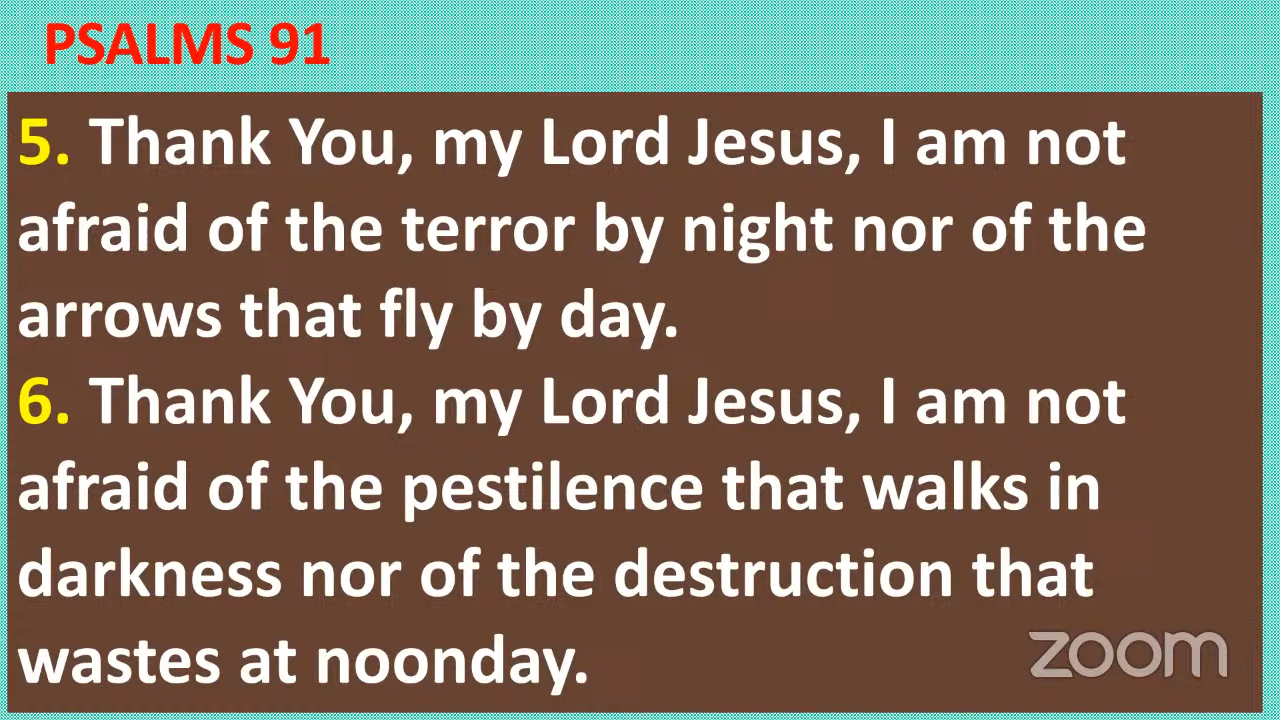 PSALMS 91
5. Thank You, my Lord Jesus, I am not
afraid of the terror by night nor of the
arrows that fly by day.
6. Thank You, my Lord Jesus, I am not
afraid of the pestilence that walks in
darkness nor of the destruction that
wastes at noonday.
zoom